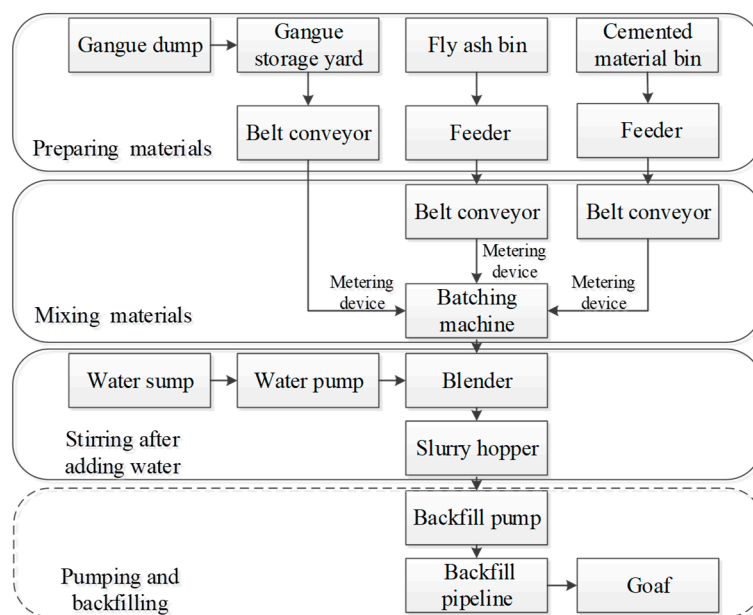 Gangue dump
Gangue
storage yard
Fly ash bin
Cemented
material bin
Belt conveyor
Feeder
Feeder
Preparing materials
Belt conveyor
Belt conveyor
Metering
device
Metering
device
Metering
device
Batching
machine
Mixing materials
Water sump
Water pump
Blender
Stirring after
adding water
Slurry hopper
Backfill pump
Pumping and
backfilling
Backfill
pipeline
Goaf